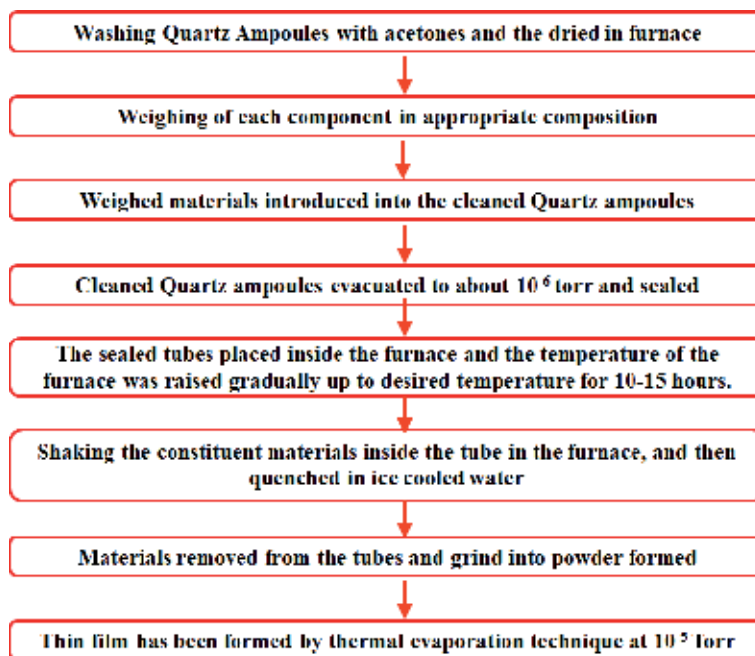 Washing Quartz Ampoules with acetones and the dried in furnace
Weighing of each component in appropriate composition
Weighed materials introduced into the cleaned Quartz ampoules
Cleaned Quartz ampoules evacuated to about 10⁶ torr and sealed
The sealed tubes placed inside the furnace and the temperature of the
furnace was raised gradually up to desired temperature for 10-15 hours.
Shaking the constituent materials inside the tube in the furnace, and then
quenched in ice cooled water
Materials removed from the tubes and grind into powder formed
Thin film has been formed by thermal evaporation technique at 10⁵ Torr